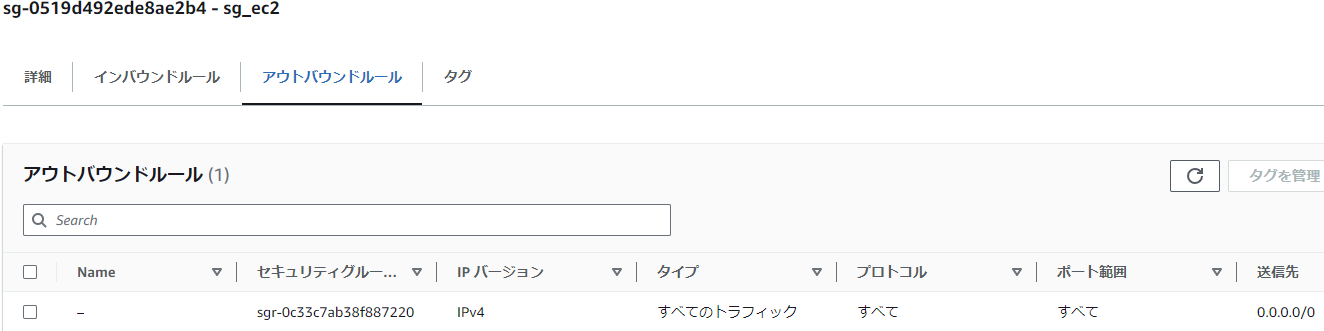 sg-0519d492ede8ae2b4 - sg_ec2
詳細 インバウンドルール アウトバウンドルール タグ
アウトバウンドルール (1)
タグを管理
Search
Name セキュリティグルー... IP バージョン タイプ プロトコル ポート範囲 送信先
– sgr-0c33c7ab38f887220 IPv4 すべてのトラフィック すべて すべて 0.0.0.0/0